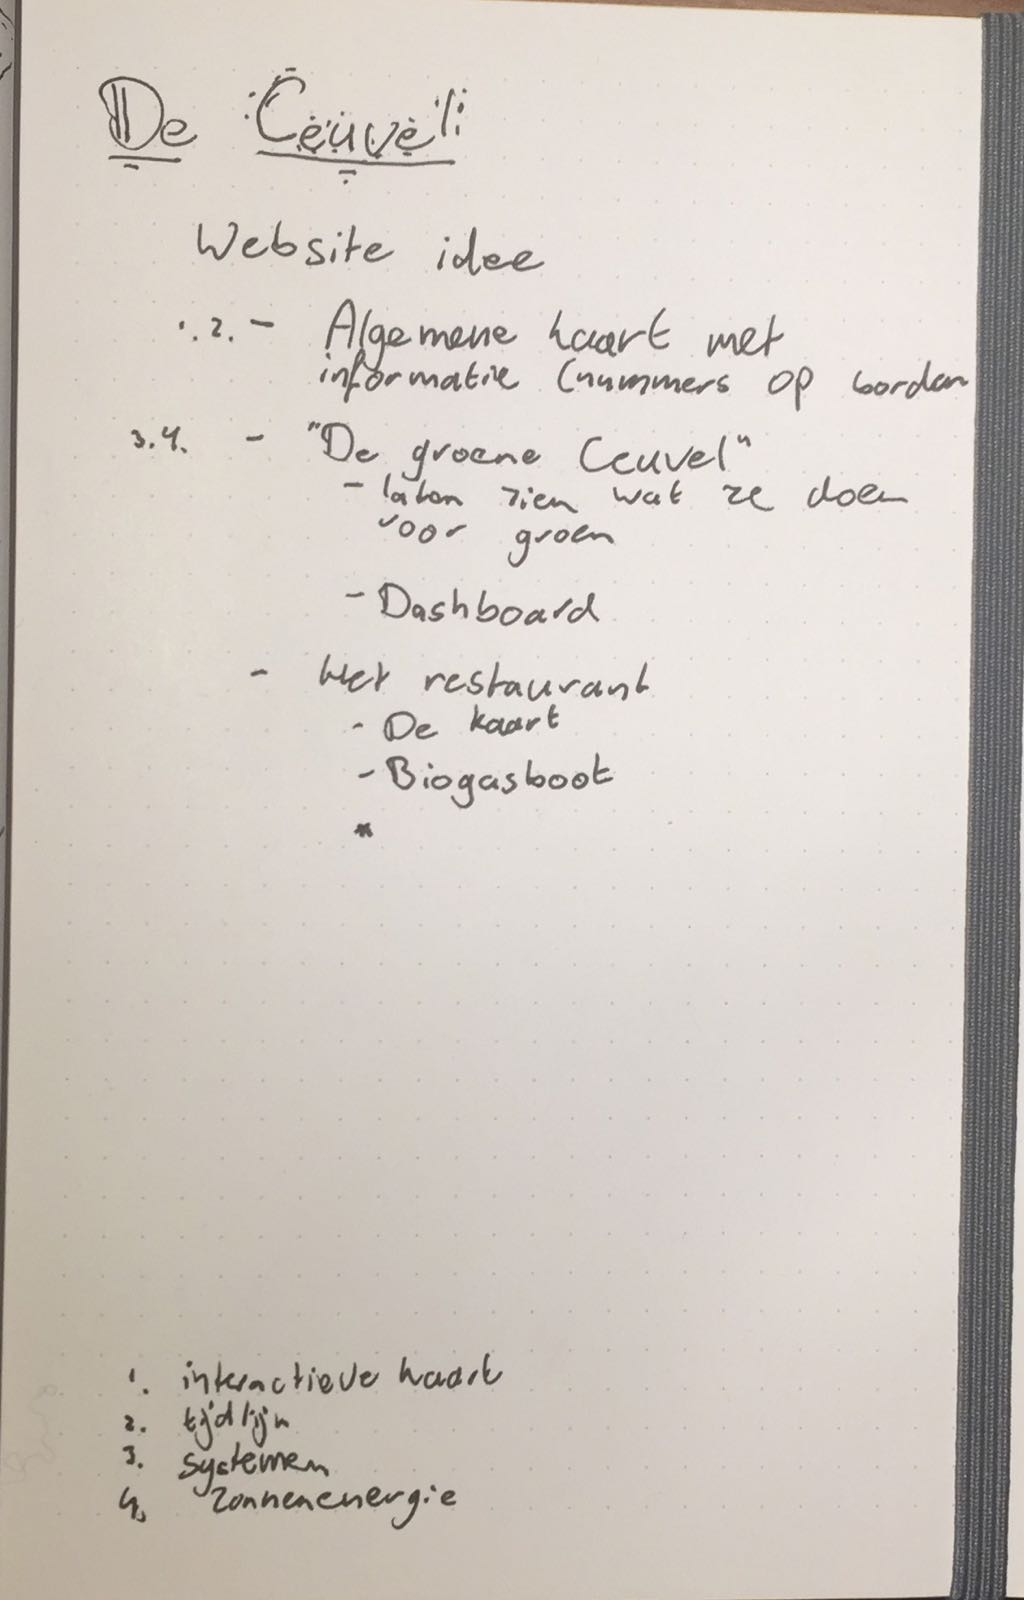 De Ceuvel
Website idee
1.2. - Algemene kaart met
informatie (nummers op borden
3.4. - "De groene Ceuvel"
- laten zien wat ze doen
voor groen
- Dashboard
- Het restaurant
- De kaart
- Biogasboot
*
1. interactieve kaart
2. tijdlijn
3. systemen
4. zonnenenergie